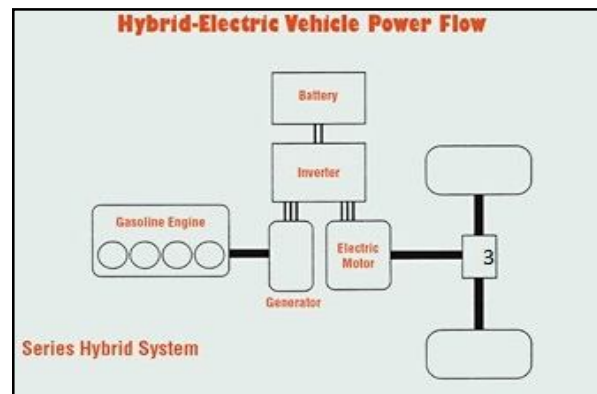 Hybrid-Electric Vehicle Power Flow
Battery
Inverter
Gasoline Engine
Electric
Motor
3
Generator
Series Hybrid System